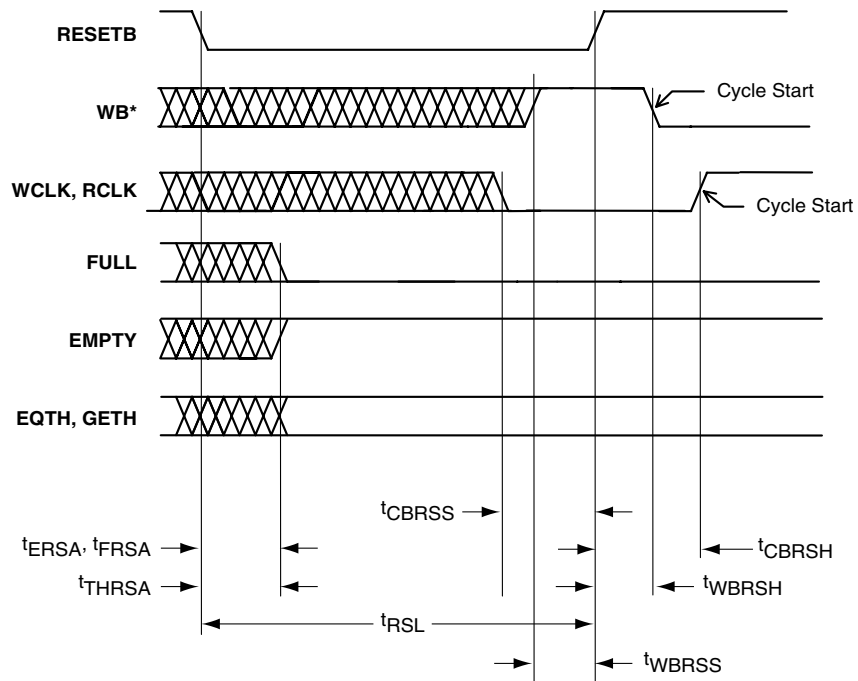 RESETB
WB*
Cycle Start
WCLK, RCLK
Cycle Start
FULL
EMPTY
EQTH, GETH
tCBRSS
tERSA, tFRSA
tCBRSH
tTHRSA
tWBRSH
tRSL
tWBRSS